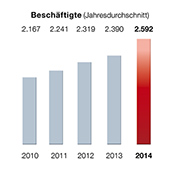 Beschäftigte (Jahresdurchschnitt)
2.167 2.241 2.319 2.390 2.592
2010 2011 2012 2013 2014